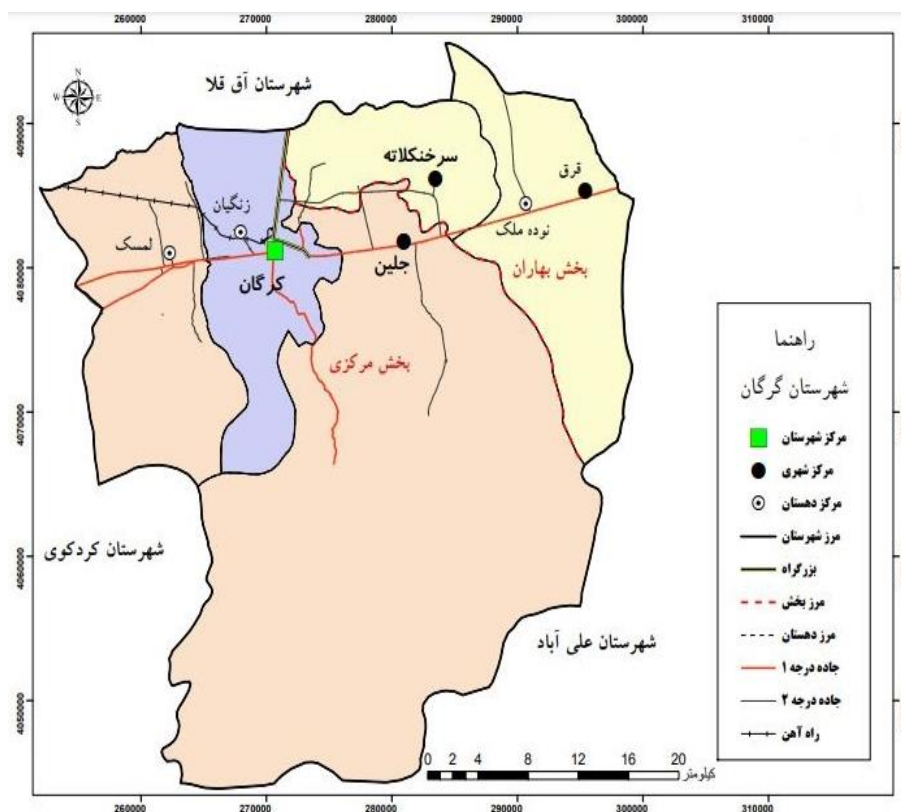 260000 270000 280000 290000 300000 310000
شهرستان آق قلا
N
W E
S
4090000
سرخنکلاته
قرق
زنگیان
نوده ملک
لمسک
جلین
4080000
گرگان
بخش بهاران
بخش مرکزی
4070000
شهرستان کردکوی
4060000
شهرستان علی آباد
4050000
0 2 4 8 12 16 20
کیلومتر
راهنما
شهرستان گرگان
مرکز شهرستان
مرکز شهری
مرکز دهستان
مرز شهرستان
بزرگراه
مرز بخش
مرز دهستان
جاده درجه ۱
جاده درجه ۲
راه آهن
260000 270000 280000 290000 300000 310000